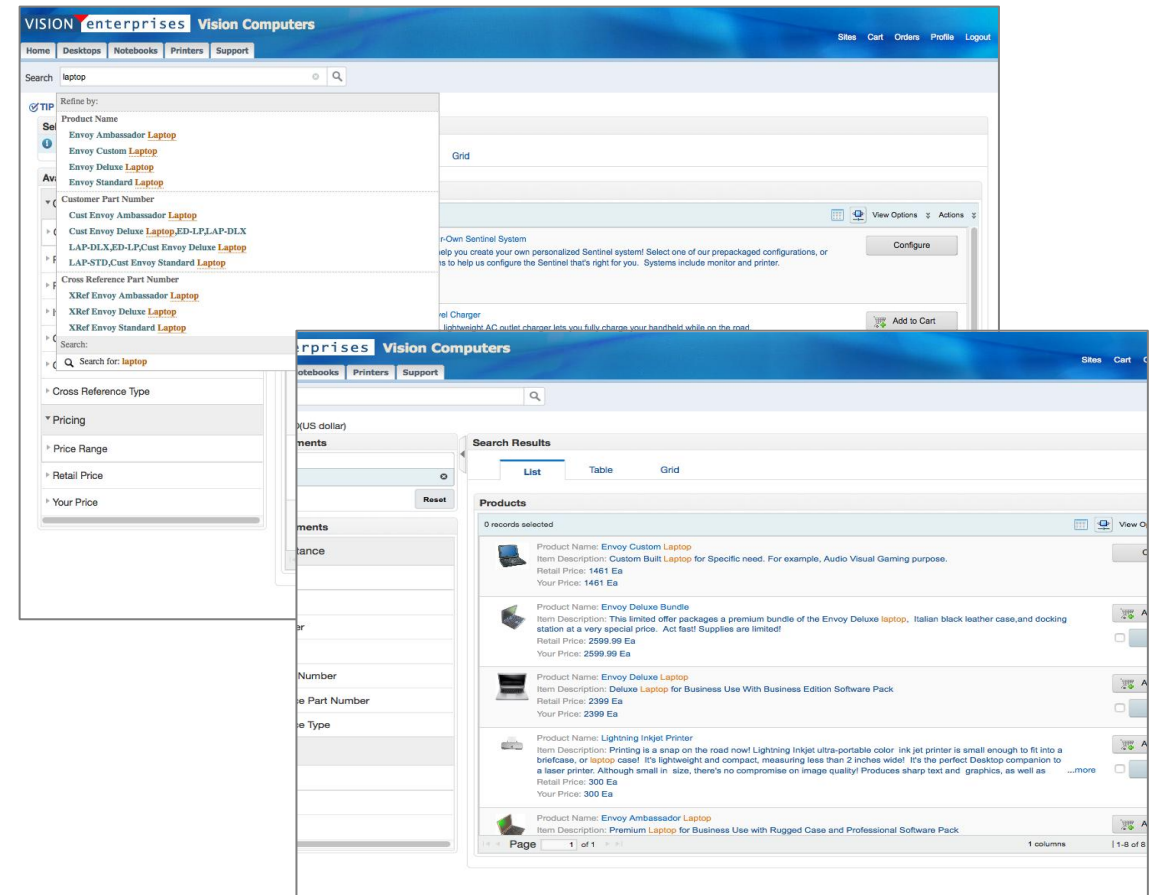 VISION enterprises Vision Computers
Sites Cart Orders Profile Logout
Home Desktops Notebooks Printers Support
Search laptop
TIP
Refine by:
Product Name
Envoy Ambassador Laptop
Envoy Custom Laptop
Envoy Deluxe Laptop
Envoy Standard Laptop
Customer Part Number
Cust Envoy Ambassador Laptop
Cust Envoy Deluxe Laptop,ED-LP,LAP-DLX
LAP-DLX,ED-LP,Cust Envoy Deluxe Laptop
LAP-STD,Cust Envoy Standard Laptop
Cross Reference Part Number
XRef Envoy Ambassador Laptop
XRef Envoy Deluxe Laptop
XRef Envoy Standard Laptop
Search:
Search for: laptop
Cross Reference Type
Pricing
Price Range
Retail Price
Your Price
Grid
View Options Actions
r-Own Sentinel System
elp you create your own personalized Sentinel system! Select one of our prepackaged configurations, or
s to help us configure the Sentinel that's right for you. Systems include monitor and printer.
Configure
vel Charger
lightweight AC outlet charger lets you fully charge your handheld while on the road.
Add to Cart
erprises Vision Computers
Sites Cart
otebooks Printers Support
(US dollar)
ments
Reset
ments
tance
er
Number
e Part Number
e Type
Search Results
List Table Grid
Products
0 records selected
View O
Product Name: Envoy Custom Laptop
Item Description: Custom Built Laptop for Specific need. For example, Audio Visual Gaming purpose.
Retail Price: 1461 Ea
Your Price: 1461 Ea
Product Name: Envoy Deluxe Bundle
Item Description: This limited offer packages a premium bundle of the Envoy Deluxe laptop, Italian black leather case,and docking
station at a very special price. Act fast! Supplies are limited!
Retail Price: 2599.99 Ea
Your Price: 2599.99 Ea
Product Name: Envoy Deluxe Laptop
Item Description: Deluxe Laptop for Business Use With Business Edition Software Pack
Retail Price: 2399 Ea
Your Price: 2399 Ea
Product Name: Lightning Inkjet Printer
Item Description: Printing is a snap on the road now! Lightning Inkjet ultra-portable color ink jet printer is small enough to fit into a
briefcase, or laptop case! It's lightweight and compact, measuring less than 2 inches wide! It's the perfect Desktop companion to
a laser printer. Although small in size, there's no compromise on image quality! Produces sharp text and graphics, as well as ...more
Retail Price: 300 Ea
Your Price: 300 Ea
Product Name: Envoy Ambassador Laptop
Item Description: Premium Laptop for Business Use with Rugged Case and Professional Software Pack
Page 1 of 1
1 columns
1-8 of 8